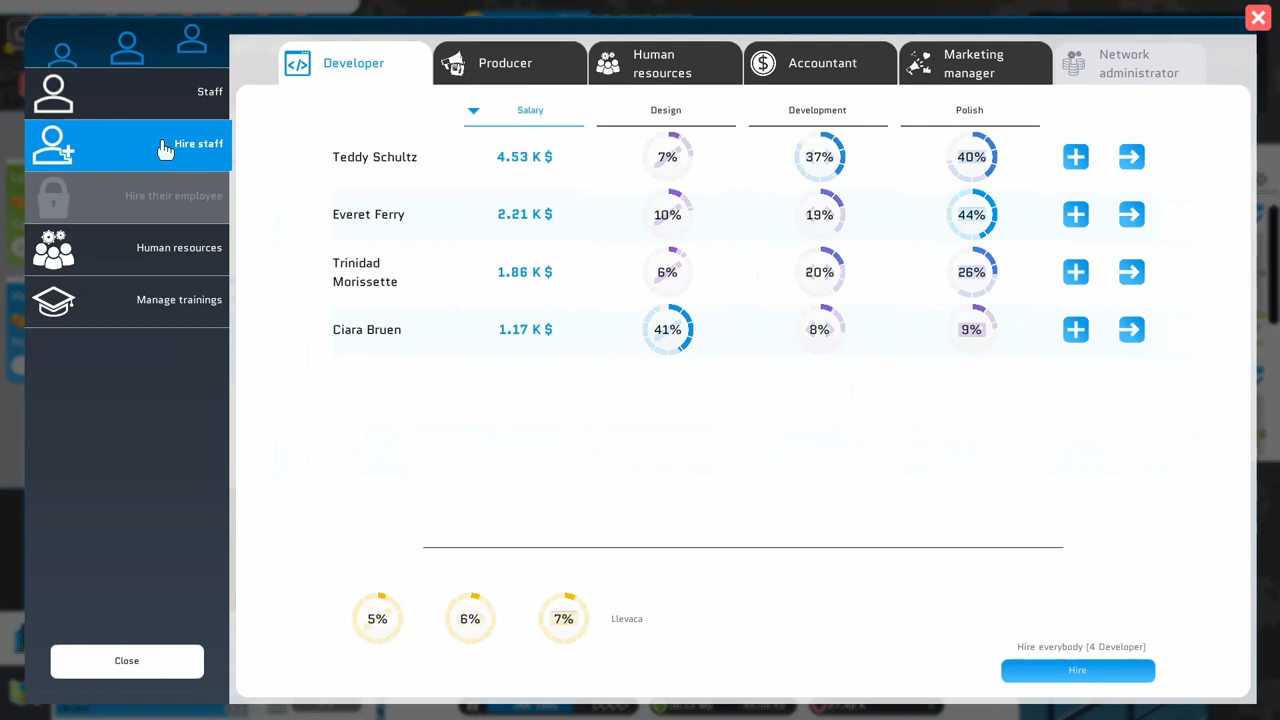 Developer
Producer
Human
resources
Accountant
Marketing
manager
Network
administrator
Staff
Hire staff
Hire their employee
Human resources
Manage trainings
Close
Salary
Design
Development
Polish
Teddy Schultz
4.53 K $
7%
37%
40%
Everet Ferry
2.21 K $
10%
19%
44%
Trinidad
Morissette
1.86 K $
6%
20%
26%
Ciara Bruen
1.17 K $
41%
8%
9%
5%
6%
7%
Llevaca
Hire everybody (4 Developer)
Hire